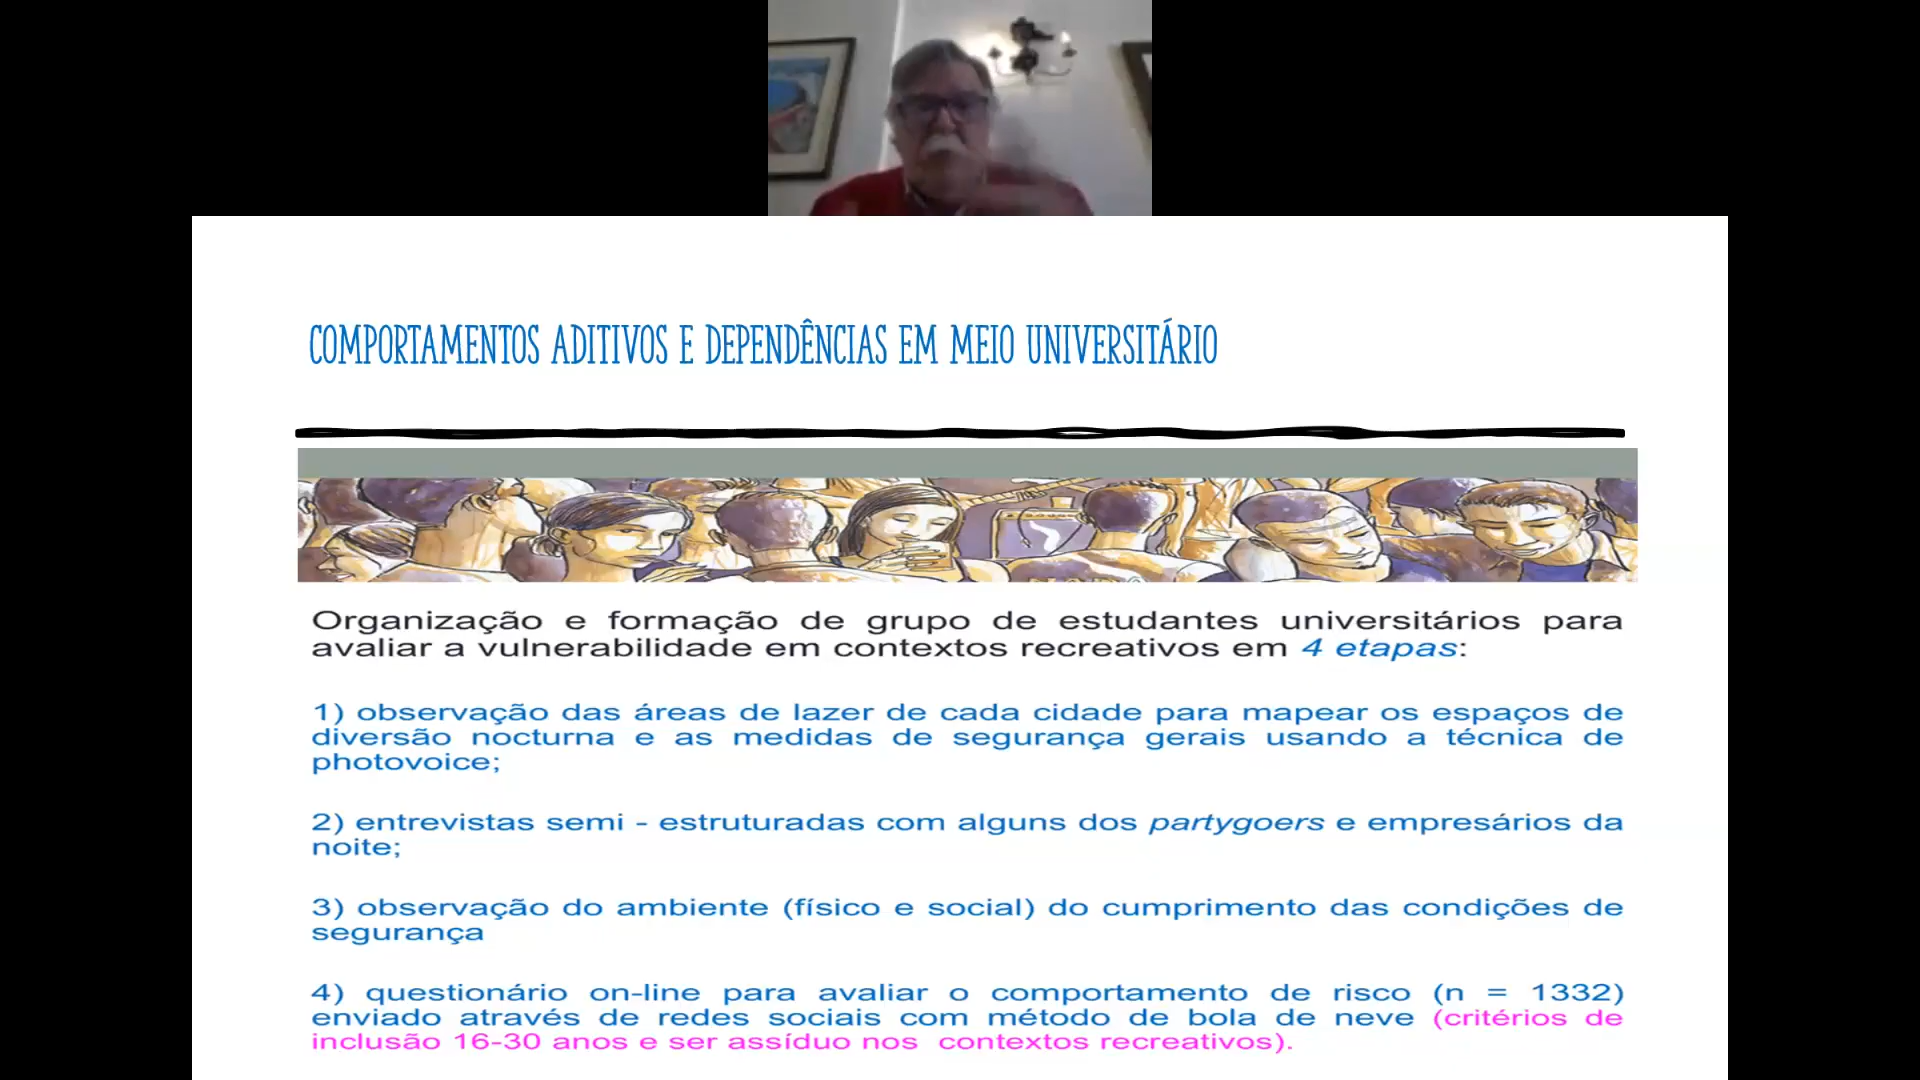 COMPORTAMENTOS ADITIVOS E DEPENDÊNCIAS EM MEIO UNIVERSITÁRIO
Organização e formação de grupo de estudantes universitários para
avaliar a vulnerabilidade em contextos recreativos em 4 etapas:
1) observação das áreas de lazer de cada cidade para mapear os espaços de
diversão nocturna e as medidas de segurança gerais usando a técnica de
photovoice;
2) entrevistas semi - estruturadas com alguns dos partygoers e empresários da
noite;
3) observação do ambiente (físico e social) do cumprimento das condições de
segurança
4) questionário on-line para avaliar o comportamento de risco (n = 1332)
enviado através de redes sociais com método de bola de neve (critérios de
inclusão 16-30 anos e ser assíduo nos contextos recreativos).